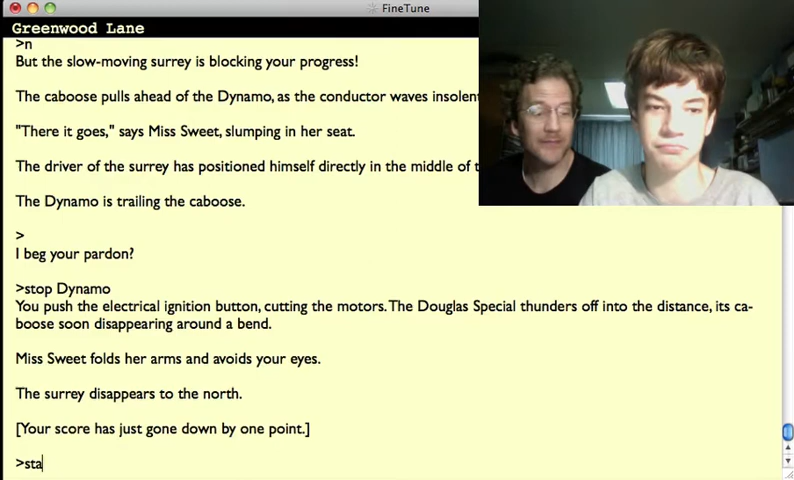 FineTune
Greenwood Lane
>n
But the slow-moving surrey is blocking your progress!
The caboose pulls ahead of the Dynamo, as the conductor waves
"There it goes," says Miss Sweet, slumping in her seat.
The driver of the surrey has positioned himself directly in the middle of
The Dynamo is trailing the caboose.
>
I beg your pardon?
>stop Dynamo
You push the electrical ignition button, cutting the motors. The Douglas Special thunders off into the distance, its ca-
boose soon disappearing around a bend.
Miss Sweet folds her arms and avoids your eyes.
The surrey disappears to the north.
[Your score has just gone down by one point.]
>sta